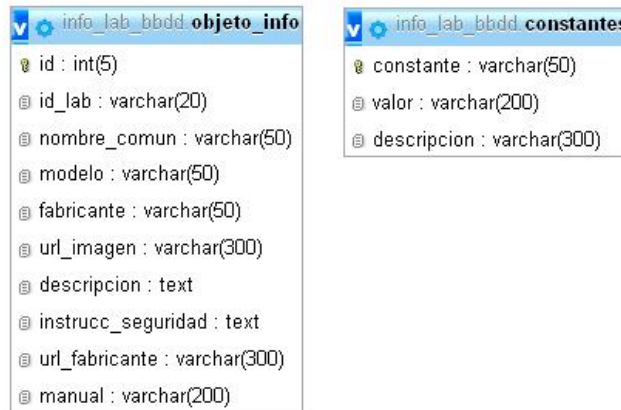 v info_lab_bbdd.objeto_info
id : int(5)
id_lab : varchar(20)
nombre_comun : varchar(50)
modelo : varchar(50)
fabricante : varchar(50)
url_imagen : varchar(300)
descripcion : text
instrucc_seguridad : text
url_fabricante : varchar(300)
manual : varchar(200)
v info_lab_bbdd.constantes
constante : varchar(50)
valor : varchar(200)
descripcion : varchar(300)